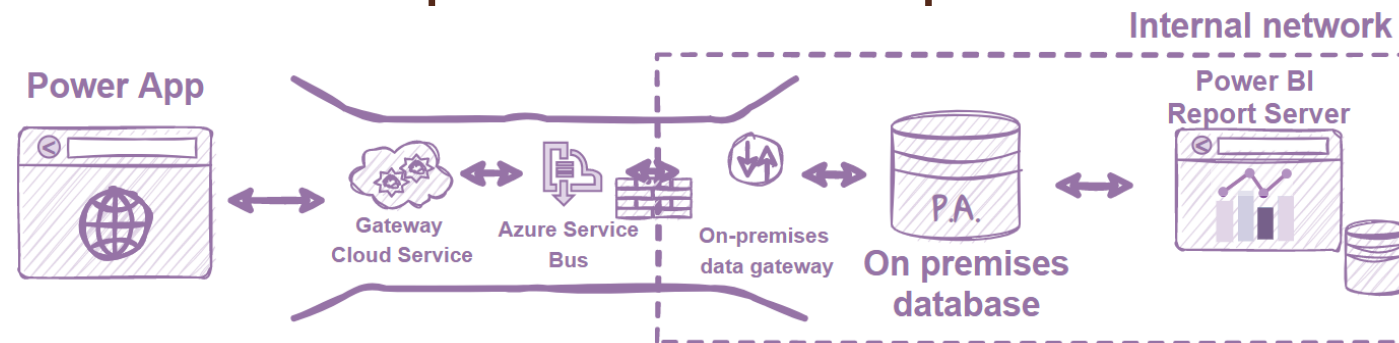 Internal network
Power App
Power BI
Report Server
Gateway
Cloud Service
Azure Service
Bus
On-premises
data gateway
P.A.
On premises
database